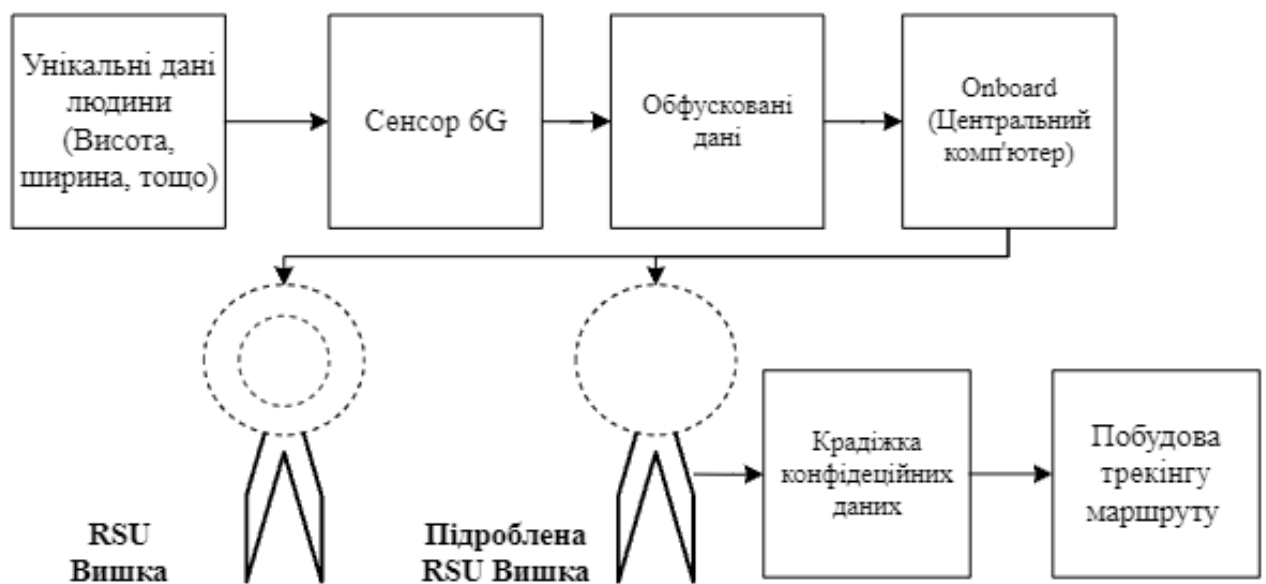 Унікальні дані
людини
(Висота,
ширина, тощо)
Сенсор 6G
Обфусковані
дані
Onboard
(Центральний
комп'ютер)
RSU
Вишка
Підроблена
RSU Вишка
Крадіжка
конфідеційних
даних
Побудова
трекінгу
маршруту